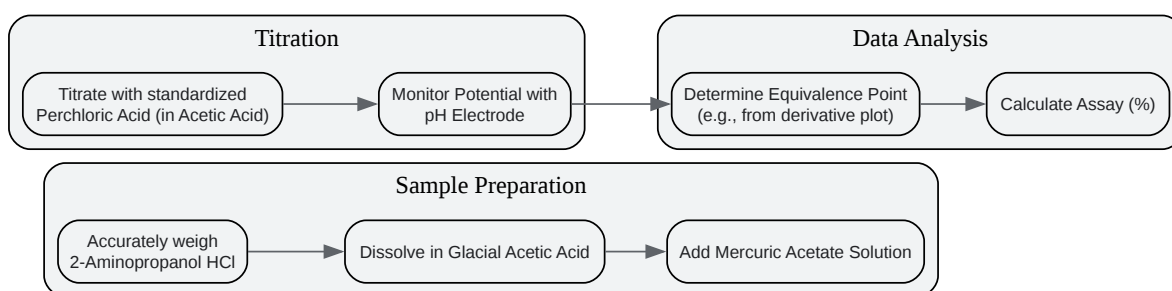 Titration
Titrate with standardized
Perchloric Acid (in Acetic Acid)
Monitor Potential with
pH Electrode
Data Analysis
Determine Equivalence Point
(e.g., from derivative plot)
Calculate Assay (%)
Sample Preparation
Accurately weigh
2-Aminopropanol HCl
Dissolve in Glacial Acetic Acid
Add Mercuric Acetate Solution